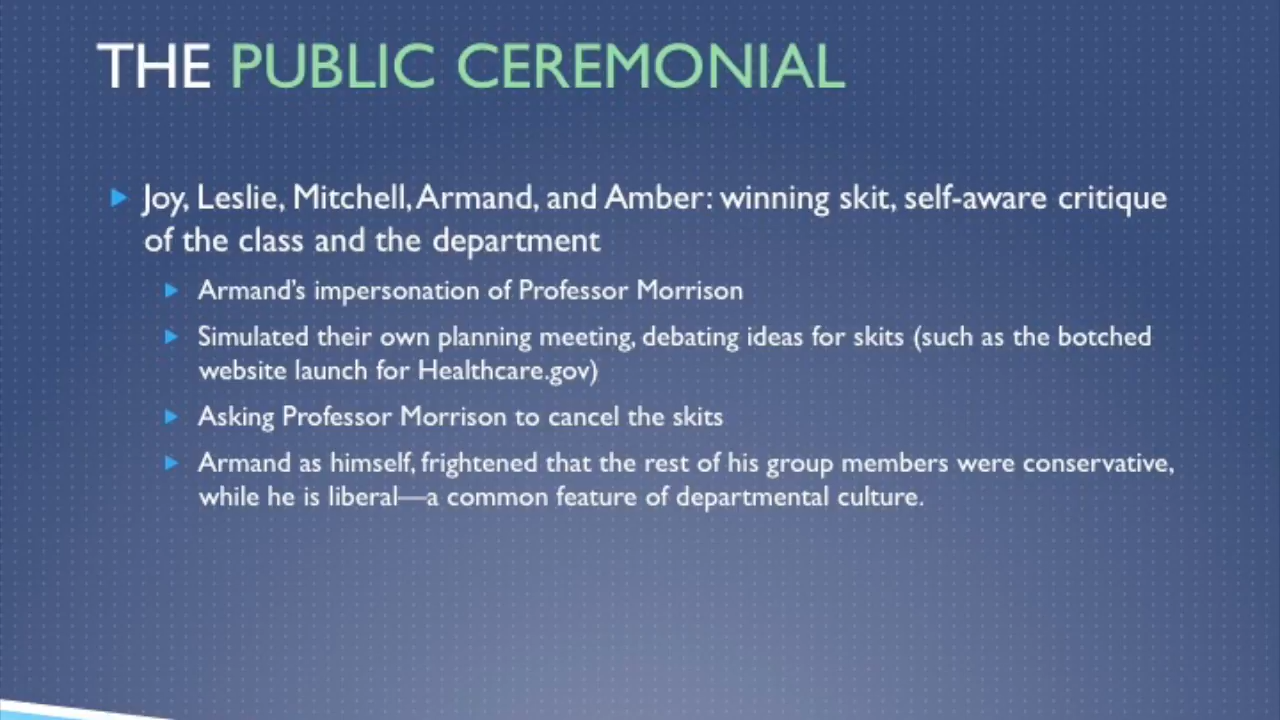 THE PUBLIC CEREMONIAL
Joy, Leslie, Mitchell, Armand, and Amber: winning skit, self-aware critique
of the class and the department
Armand's impersonation of Professor Morrison
Simulated their own planning meeting, debating ideas for skits (such as the botched
website launch for Healthcare.gov)
Asking Professor Morrison to cancel the skits
Armand as himself, frightened that the rest of his group members were conservative,
while he is liberal—a common feature of departmental culture.